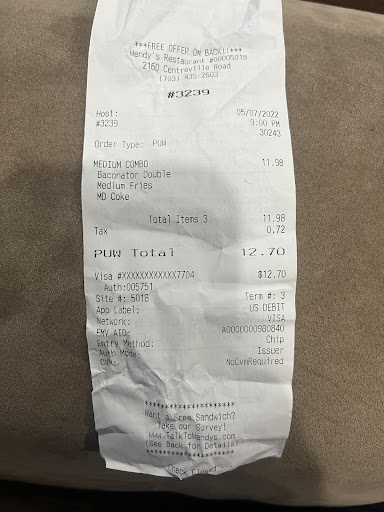 ***FREE OFFER ON BACK!!***
Wendy's Restaurant #00005018
2160 Centreville Road
(703) 435-2603
#3239
Host: 05/07/2022
#3239 9:00 PM
30243
Order Type: PUW
MEDIUM COMBO 11.98
Baconator Double
Medium Fries
MD Coke
Total Items 3 11.98
Tax 0.72
PUW Total 12.70
Visa #XXXXXXXXXXXX7704 $12.70
Auth:005751
Site #: 5018 Term #: 3
App Label: US DEBIT
Network: VISA
EMV AID: A0000000980840
Entry Method: Chip
Auth Mode: Issuer
CVM: NoCvmRequired
*********************
Want a Free Sandwich?
Take our Survey!
www.TalkToWendys.com
(See Back for Details)
*********************
--- Check Closed ---